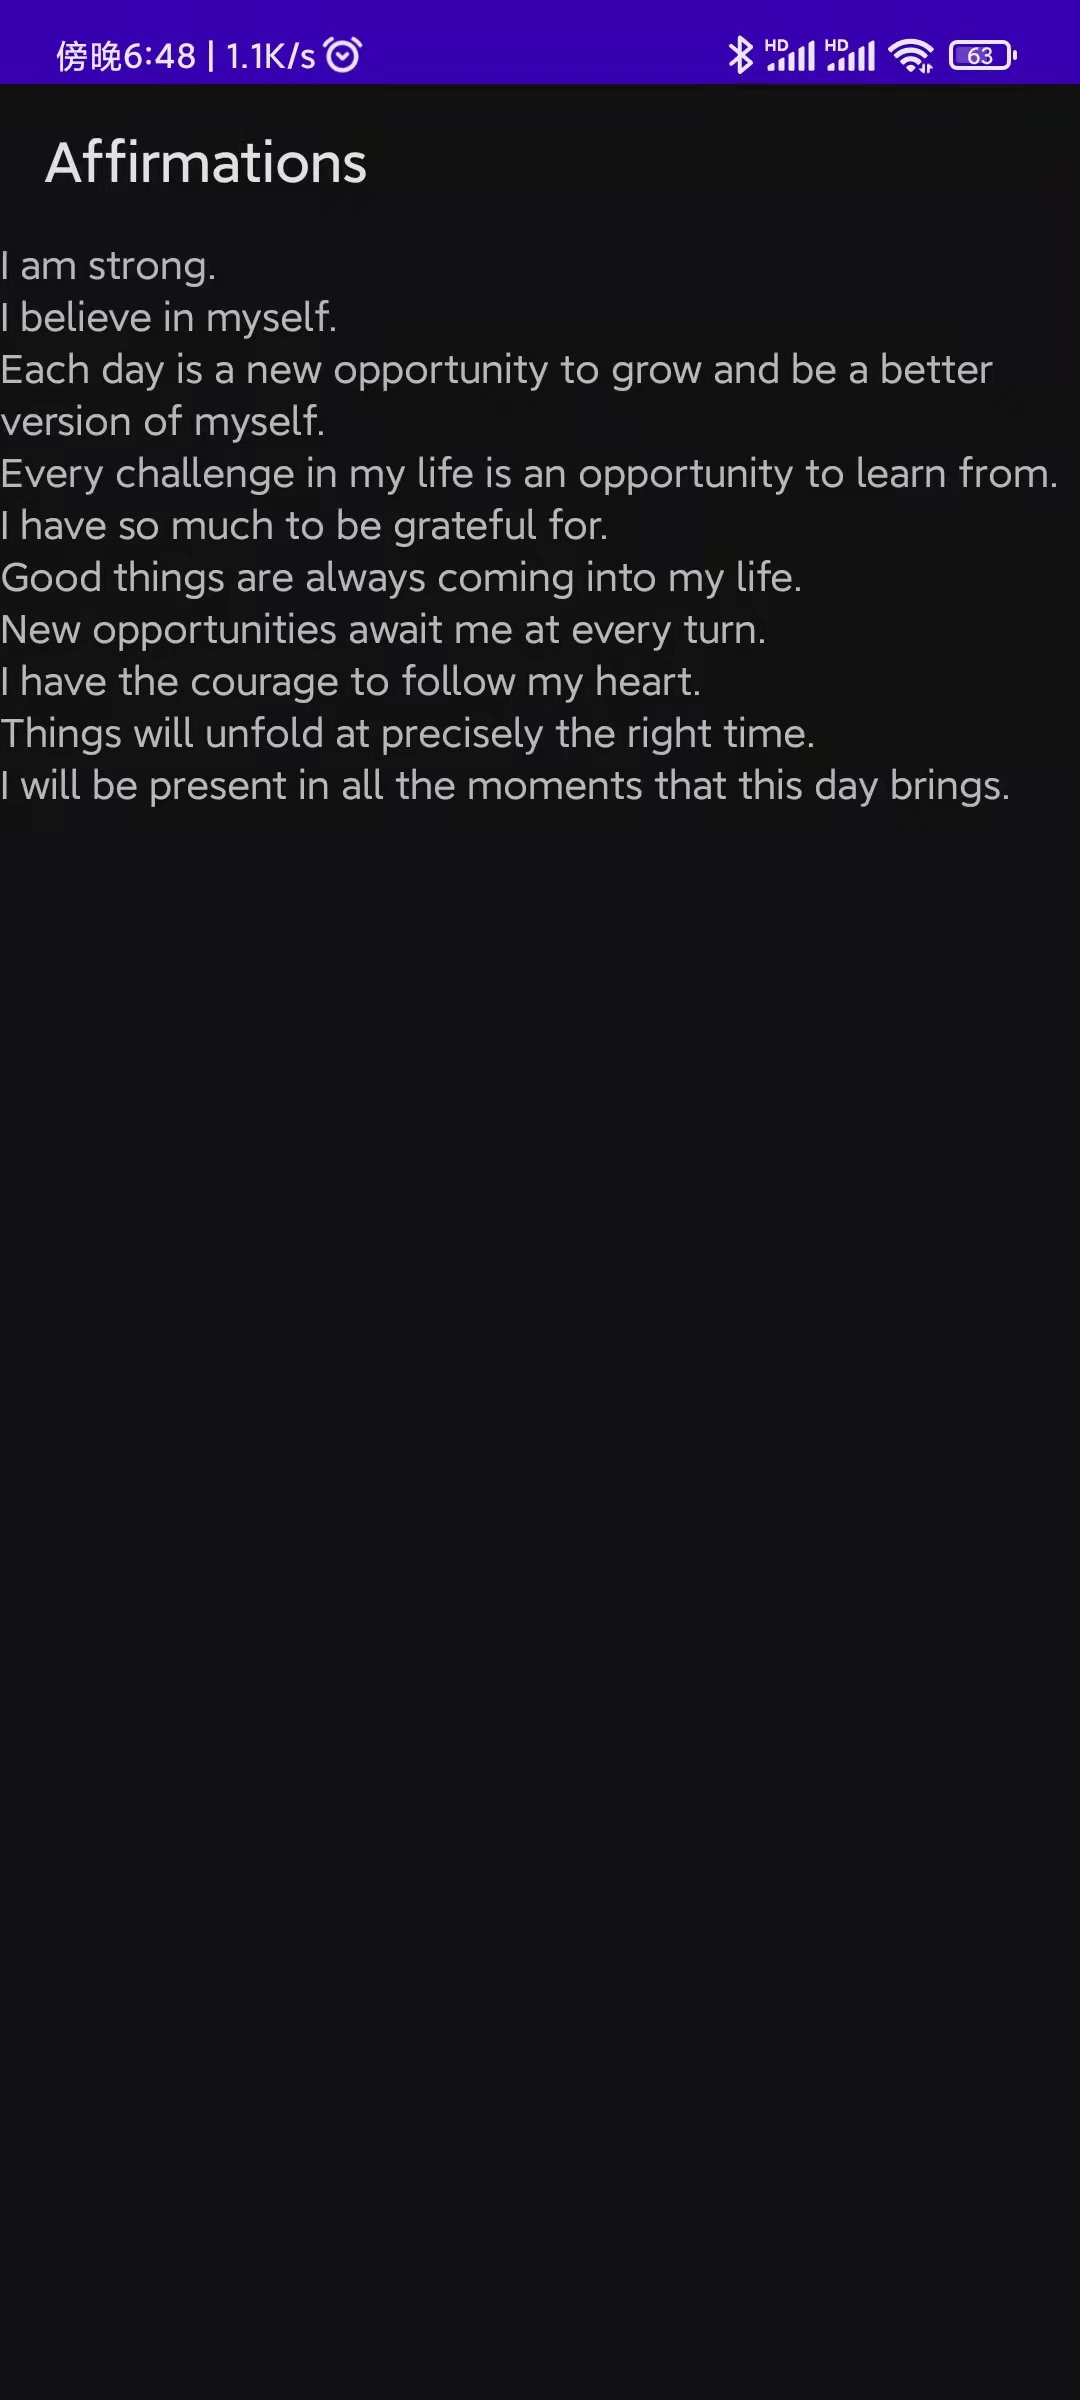 傍晚6:48 | 1.1K/s
HD HD 63
Affirmations
I am strong.
I believe in myself.
Each day is a new opportunity to grow and be a better
version of myself.
Every challenge in my life is an opportunity to learn from.
I have so much to be grateful for.
Good things are always coming into my life.
New opportunities await me at every turn.
I have the courage to follow my heart.
Things will unfold at precisely the right time.
I will be present in all the moments that this day brings.